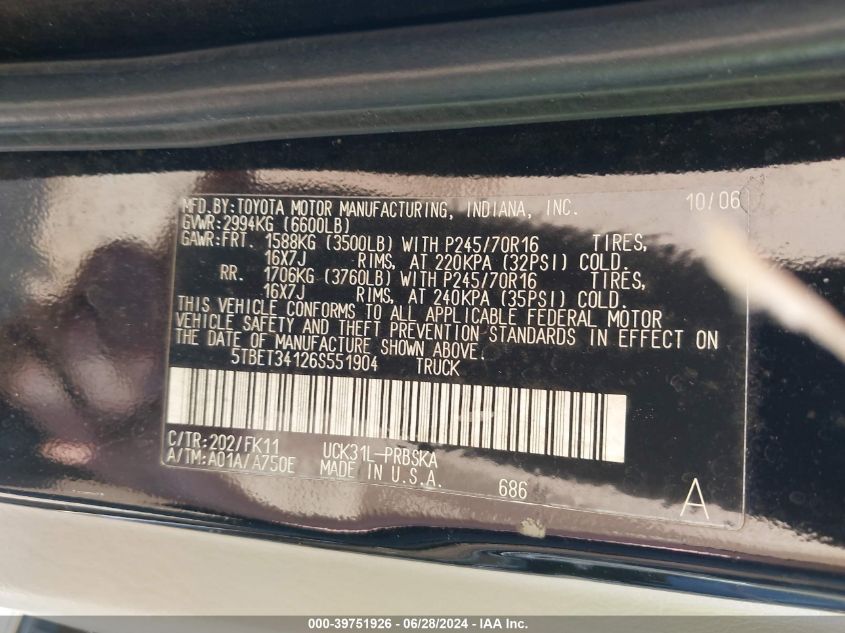 MFD.BY:TOYOTA MOTOR MANUFACTURING, INDIANA, INC. 10/06
GVWR:2994KG (6600LB)
GAWR:FRT. 1588KG (3500LB) WITH P245/70R16 TIRES,
16X7J RIMS, AT 220KPA (32PSI) COLD.
RR. 1706KG (3760LB) WITH P245/70R16 TIRES,
16X7J RIMS, AT 240KPA (35PSI) COLD.
THIS VEHICLE CONFORMS TO ALL APPLICABLE FEDERAL MOTOR
VEHICLE SAFETY AND THEFT PREVENTION STANDARDS IN EFFECT ON
THE DATE OF MANUFACTURE SHOWN ABOVE.
5TBET34126S551904 TRUCK
C/TR:202/FK11 UCK31L-PRBSKA
A/TM:A01A/A750E MADE IN U.S.A.
686 A
000-39751926 - 06/28/2024 - IAA Inc.